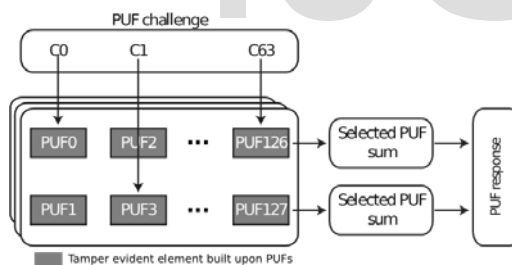 PUF challenge
C0 C1 C63
PUF0 PUF2 ••• PUF126
Selected PUF
sum
PUF1 PUF3 ••• PUF127
Selected PUF
sum
PUF response
Tamper evident element built upon PUFs